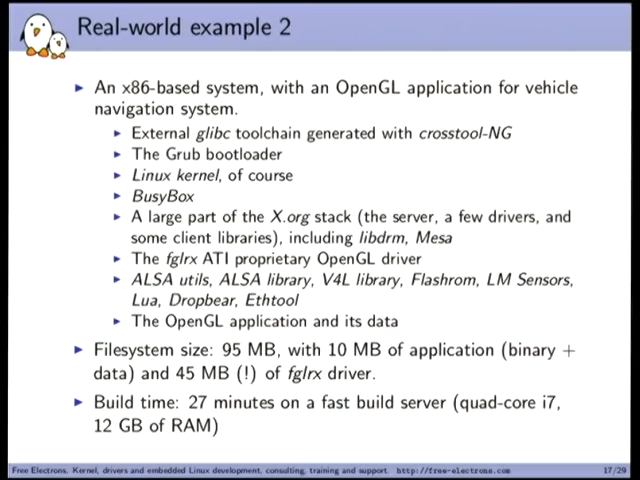 Real-world example 2
An x86-based system, with an OpenGL application for vehicle
navigation system.
External glibc toolchain generated with crosstool-NG
The Grub bootloader
Linux kernel, of course
BusyBox
A large part of the X.org stack (the server, a few drivers, and
some client libraries), including libdrm, Mesa
The fglrx ATI proprietary OpenGL driver
ALSA utils, ALSA library, V4L library, Flashrom, LM Sensors,
Lua, Dropbear, Ethtool
The OpenGL application and its data
Filesystem size: 95 MB, with 10 MB of application (binary +
data) and 45 MB (!) of fglrx driver.
Build time: 27 minutes on a fast build server (quad-core i7,
12 GB of RAM)
Free Electrons. Kernel, drivers and embedded Linux development, consulting, training and support. http://free-electrons.com 17/29